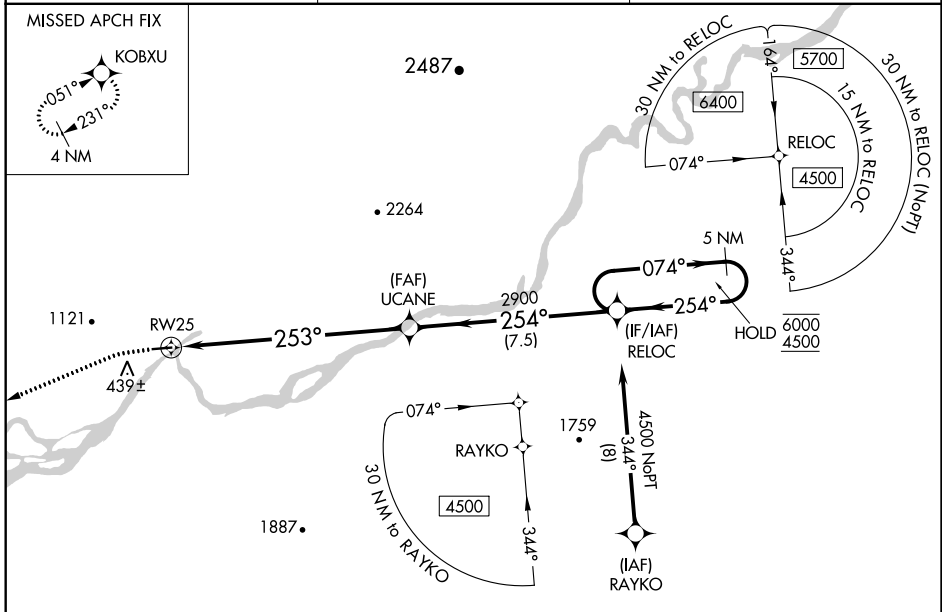 MISSED APCH FIX
KOBXU
051°
231°
4 NM
2487
30 NM to RELOC
6400
164°
5700
30 NM to RELOC (NoPT)
15 NM to RELOC
RELOC
074°
4500
344°
2264
5 NM
074°
254°
HOLD
6000
4500
(FAF)
UCANE
2900
254°
(7.5)
(IF/IAF)
RELOC
1121
RW25
253°
439±
074°
RAYKO
30 NM to RAYKO
4500
344°
1759
4500 NoPT
344°
(8)
1887
(IAF)
RAYKO